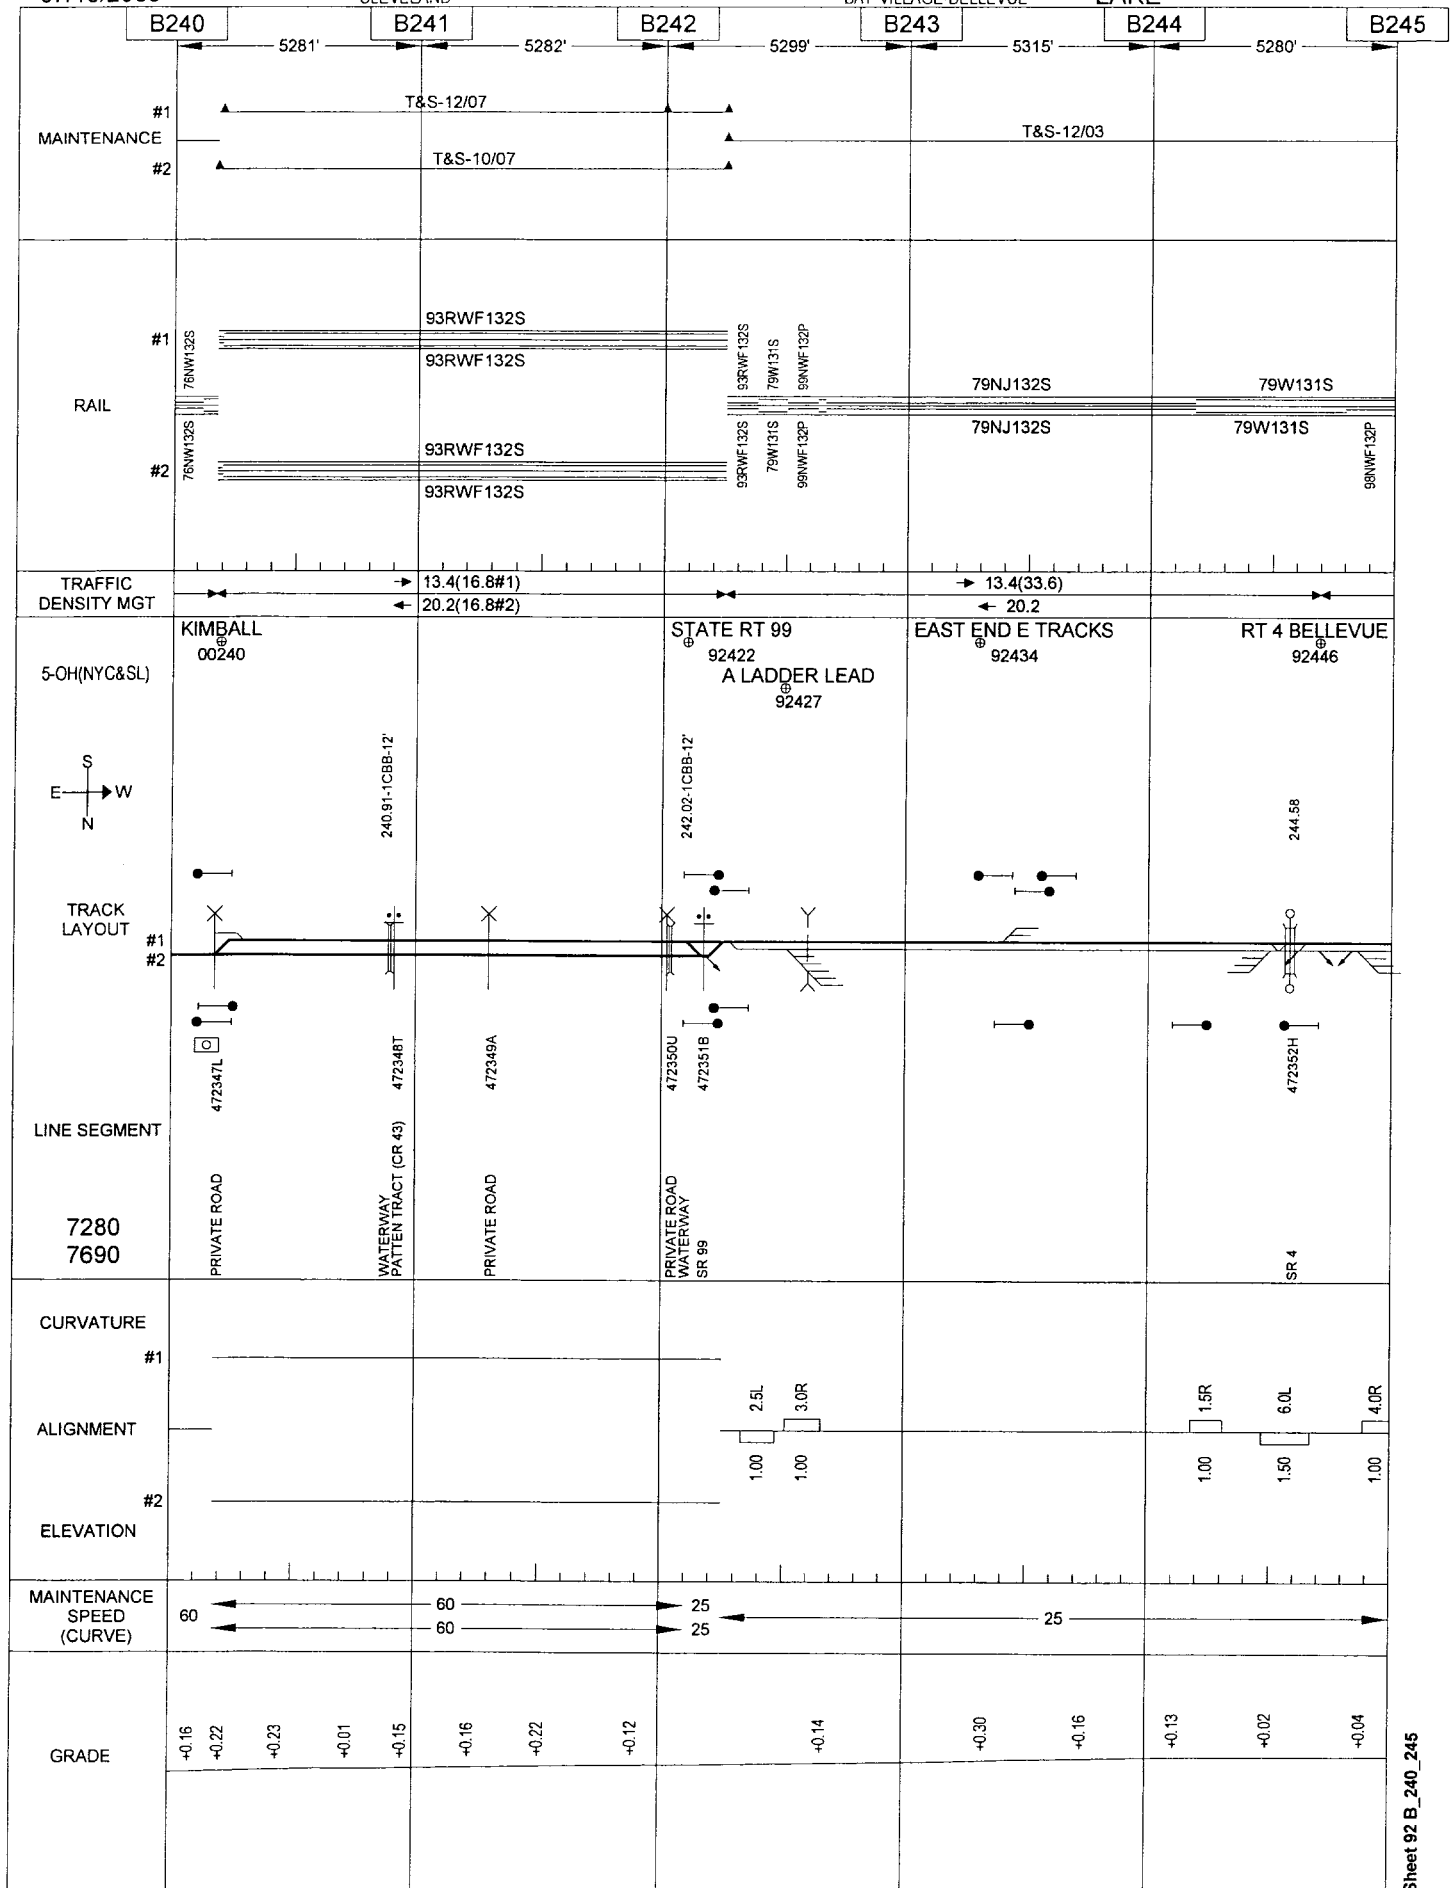 CLEVELAND
BAY VILLAGE-BELLEVUE
LAKE
B240 B241 B242 B243 B244 B245
5281' 5282' 5299' 5315' 5280'
#1
T&S-12/07
MAINTENANCE
T&S-12/03
#2
T&S-10/07
RAIL
#1
93RWF132S
93RWF132S
76NW132S
76NW132S
93RWF132S
79W131S
99NWF132P
79NJ132S
79W131S
79NJ132S
79W131S
#2
93RWF132S
93RWF132S
93RWF132S
79W131S
99NWF132P
98NWF132P
TRAFFIC
DENSITY MGT
13.4(16.8#1)
20.2(16.8#2)
13.4(33.6)
20.2
5-OH(NYC&SL)
KIMBALL
00240
STATE RT 99
92422
A LADDER LEAD
92427
EAST END E TRACKS
92434
RT 4 BELLEVUE
92446
S
E W
N
240.91-1CBB-12'
242.02-1CBB-12'
244.58
TRACK
LAYOUT
#1
#2
472347L
472348T
472349A
472350U
472351B
472352H
LINE SEGMENT
7280
7690
PRIVATE ROAD
WATERWAY
PATTEN TRACT (CR 43)
PRIVATE ROAD
PRIVATE ROAD
WATERWAY
SR 99
SR 4
CURVATURE
#1
ALIGNMENT
2.5L
3.0R
1.5R
6.0L
4.0R
1.00
1.00
1.00
1.50
1.00
#2
ELEVATION
MAINTENANCE
SPEED
(CURVE)
60
60 25
60 25
25
GRADE
+0.16
+0.22
+0.23
+0.01
+0.15
+0.16
+0.22
+0.12
+0.14
+0.30
+0.16
+0.13
+0.02
+0.04
Sheet 92 B_240_245